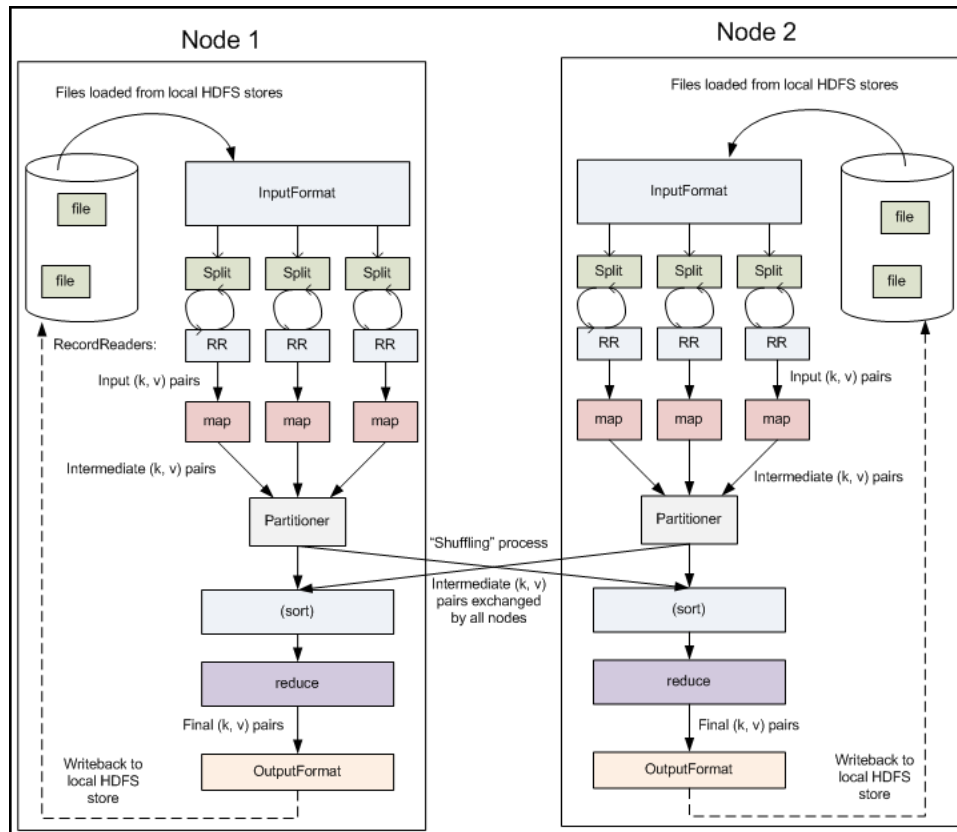 Node 1
Files loaded from local HDFS stores
InputFormat
file
file
Split
Split
Split
RecordReaders:
RR
RR
RR
Input (k, v) pairs
map
map
map
Intermediate (k, v) pairs
Partitioner
(sort)
reduce
Final (k, v) pairs
OutputFormat
Writeback to
local HDFS
store
"Shuffling" process
Intermediate (k, v)
pairs exchanged
by all nodes
Node 2
Files loaded from local HDFS stores
InputFormat
file
file
Split
Split
Split
RR
RR
RR
Input (k, v) pairs
map
map
map
Intermediate (k, v) pairs
Partitioner
(sort)
reduce
Final (k, v) pairs
OutputFormat
Writeback to
local HDFS
store